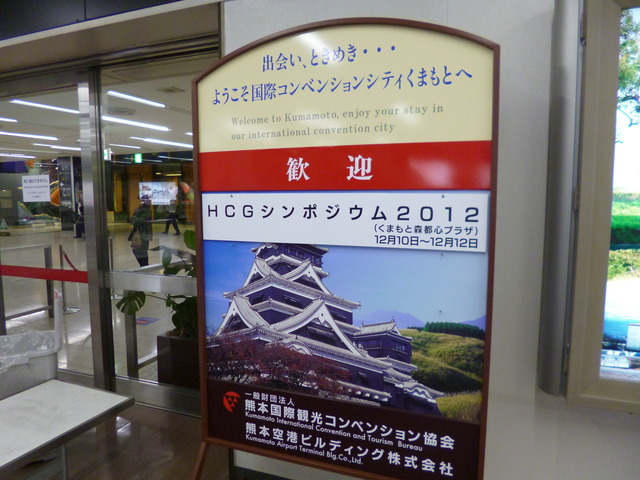 出会い、ときめき・・・
ようこそ国際コンベンションシティくまもとへ
Welcome to Kumamoto, enjoy your stay in
our international convention city
歓迎
HCGシンポジウム2012
(くまもと森都心プラザ)
12月10日～12月12日
一般財団法人
熊本国際観光コンベンション協会
Kumamoto International Convention and Tourism Bureau
熊本空港ビルディング株式会社
Kumamoto Airport Terminal Blg.Co.,Ltd.